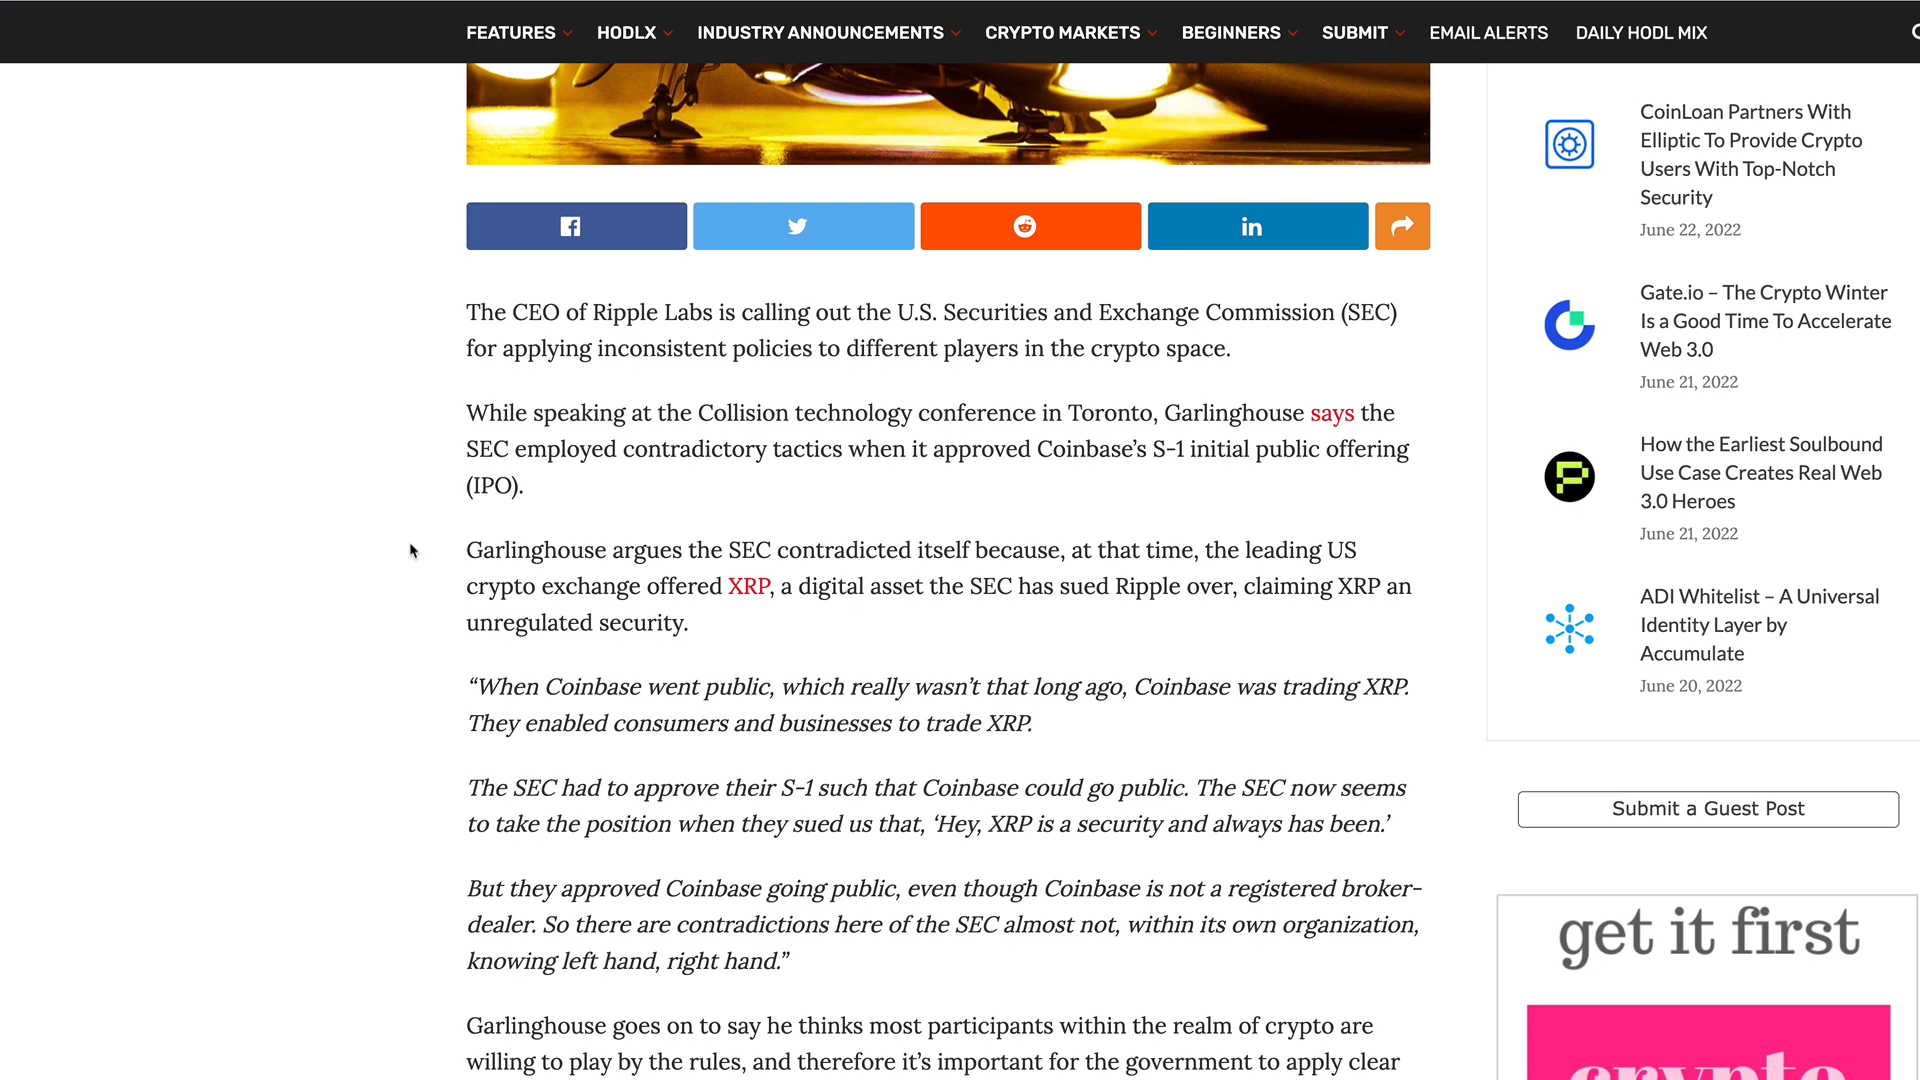 FEATURES HODLX INDUSTRY ANNOUNCEMENTS CRYPTO MARKETS BEGINNERS SUBMIT EMAIL ALERTS DAILY HODL MIX
The CEO of Ripple Labs is calling out the U.S. Securities and Exchange Commission (SEC)
for applying inconsistent policies to different players in the crypto space.
While speaking at the Collision technology conference in Toronto, Garlinghouse says the
SEC employed contradictory tactics when it approved Coinbase’s S-1 initial public offering
(IPO).
Garlinghouse argues the SEC contradicted itself because, at that time, the leading US
crypto exchange offered XRP, a digital asset the SEC has sued Ripple over, claiming XRP an
unregulated security.
“When Coinbase went public, which really wasn’t that long ago, Coinbase was trading XRP.
They enabled consumers and businesses to trade XRP.
The SEC had to approve their S-1 such that Coinbase could go public. The SEC now seems
to take the position when they sued us that, ‘Hey, XRP is a security and always has been.’
But they approved Coinbase going public, even though Coinbase is not a registered broker-
dealer. So there are contradictions here of the SEC almost not, within its own organization,
knowing left hand, right hand.”
Garlinghouse goes on to say he thinks most participants within the realm of crypto are
willing to play by the rules, and therefore it’s important for the government to apply clear
CoinLoan Partners With
Elliptic To Provide Crypto
Users With Top-Notch
Security
June 22, 2022
Gate.io – The Crypto Winter
Is a Good Time To Accelerate
Web 3.0
June 21, 2022
How the Earliest Soulbound
Use Case Creates Real Web
3.0 Heroes
June 21, 2022
ADI Whitelist – A Universal
Identity Layer by
Accumulate
June 20, 2022
Submit a Guest Post
get it first
crypto